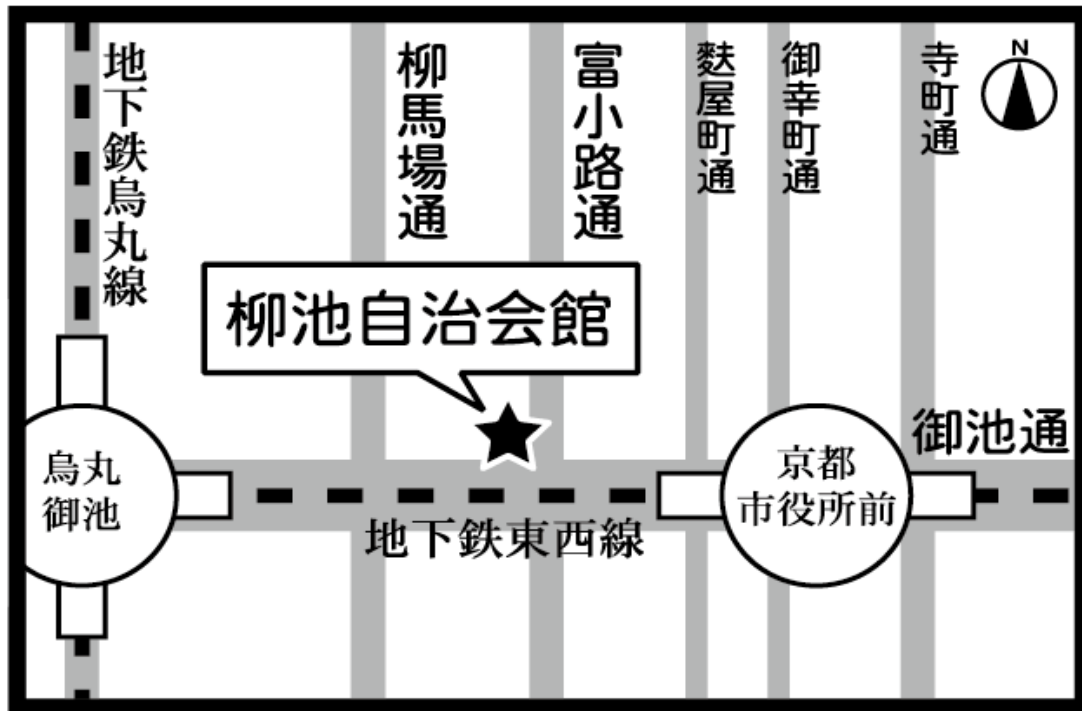 地下鉄烏丸線
柳馬場通
富小路通
麩屋町通
御幸町通
寺町通
N
柳池自治会館
御池通
烏丸
御池
京都
市役所前
地下鉄東西線